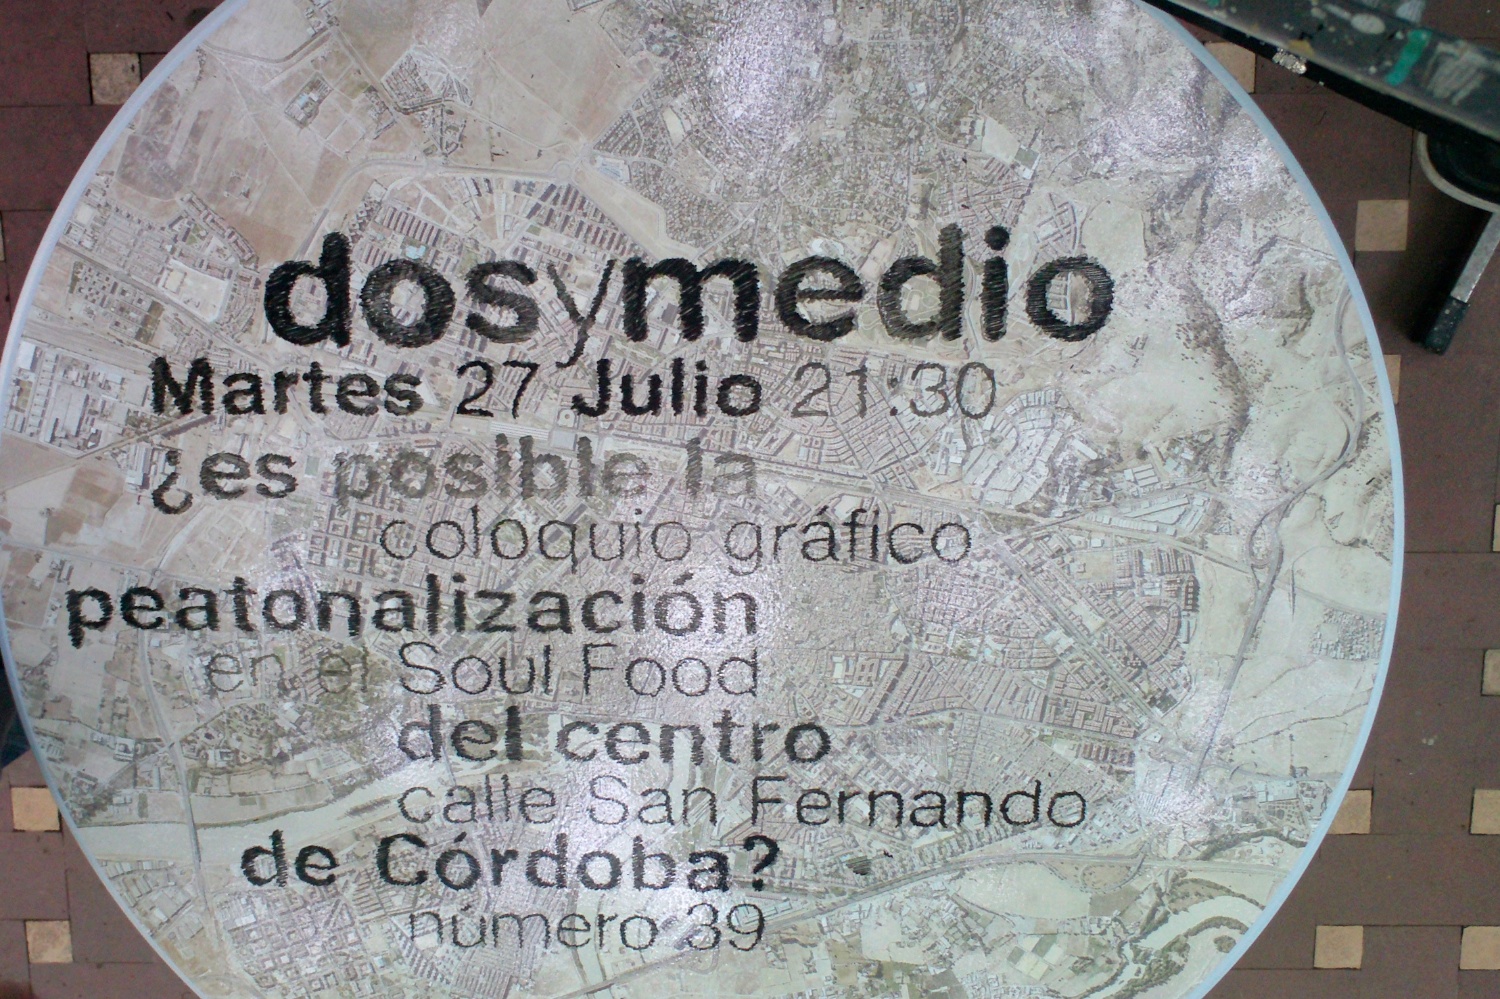 dosymedio
Martes 27 Julio 21:30
¿es posible la
coloquio gráfico
peatonalización
en el Soul Food
del centro
calle San Fernando
de Córdoba?
número 39